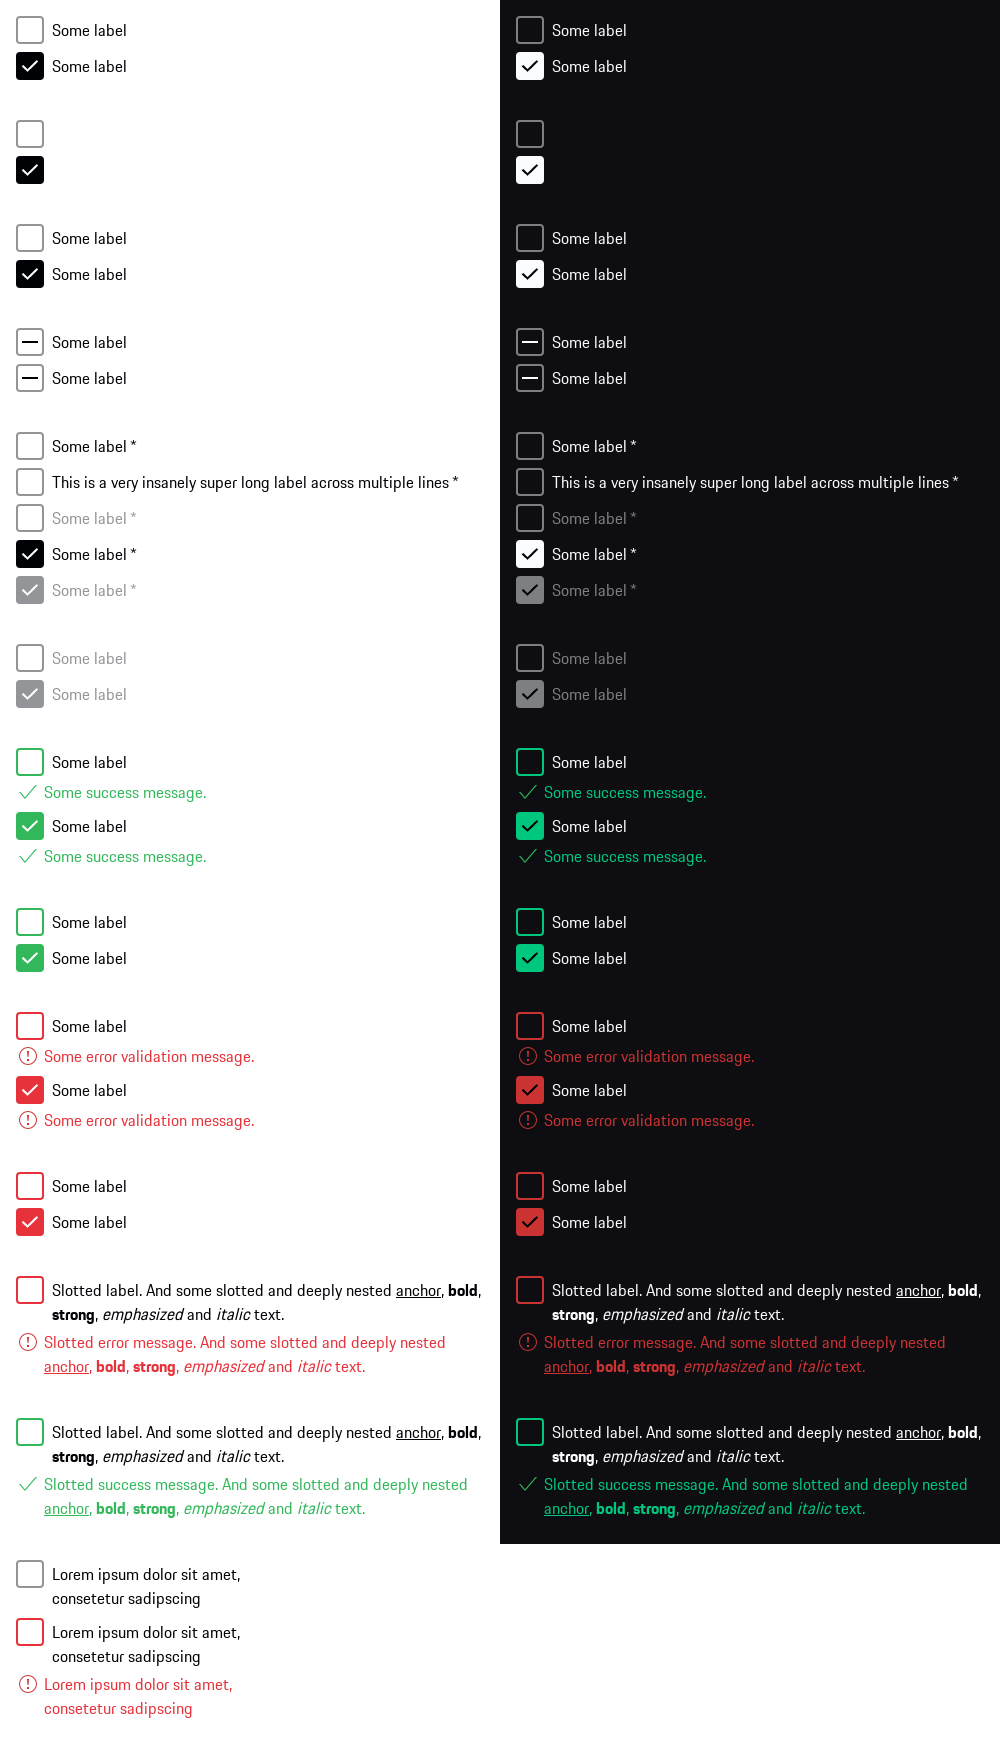 Some label
Some label
Some label
Some label
Some label
Some label
Some label *
This is a very insanely super long label across multiple lines *
Some label *
Some label *
Some label *
Some label
Some label
Some label
Some success message.
Some label
Some success message.
Some label
Some label
Some label
Some error validation message.
Some label
Some error validation message.
Some label
Some label
Slotted label. And some slotted and deeply nested anchor, bold,
strong, emphasized and italic text.
Slotted error message. And some slotted and deeply nested
anchor, bold, strong, emphasized and italic text.
Slotted label. And some slotted and deeply nested anchor, bold,
strong, emphasized and italic text.
Slotted success message. And some slotted and deeply nested
anchor, bold, strong, emphasized and italic text.
Lorem ipsum dolor sit amet,
consetetur sadipscing
Lorem ipsum dolor sit amet,
consetetur sadipscing
Lorem ipsum dolor sit amet,
consetetur sadipscing
Some label
Some label
Some label
Some label
Some label
Some label
Some label *
This is a very insanely super long label across multiple lines *
Some label *
Some label *
Some label *
Some label
Some label
Some label
Some success message.
Some label
Some success message.
Some label
Some label
Some label
Some error validation message.
Some label
Some error validation message.
Some label
Some label
Slotted label. And some slotted and deeply nested anchor, bold,
strong, emphasized and italic text.
Slotted error message. And some slotted and deeply nested
anchor, bold, strong, emphasized and italic text.
Slotted label. And some slotted and deeply nested anchor, bold,
strong, emphasized and italic text.
Slotted success message. And some slotted and deeply nested
anchor, bold, strong, emphasized and italic text.